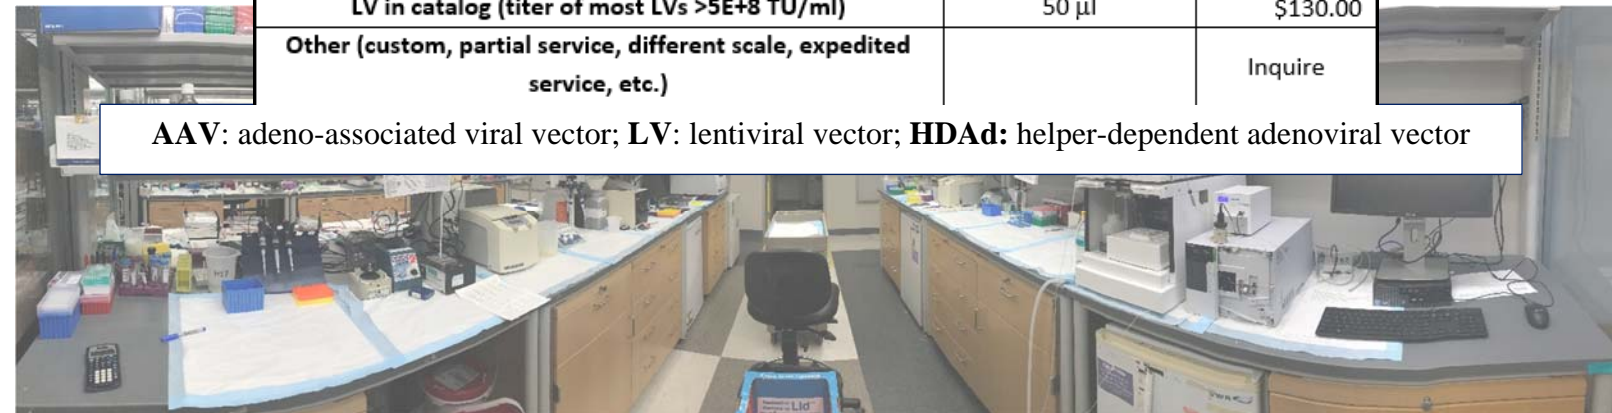 LV in catalog (titer of most LVs >5E+8 TU/ml) 50 µl $130.00
Other (custom, partial service, different scale, expedited
service, etc.) Inquire
AAV: adeno-associated viral vector; LV: lentiviral vector; HDAd: helper-dependent adenoviral vector
Lid